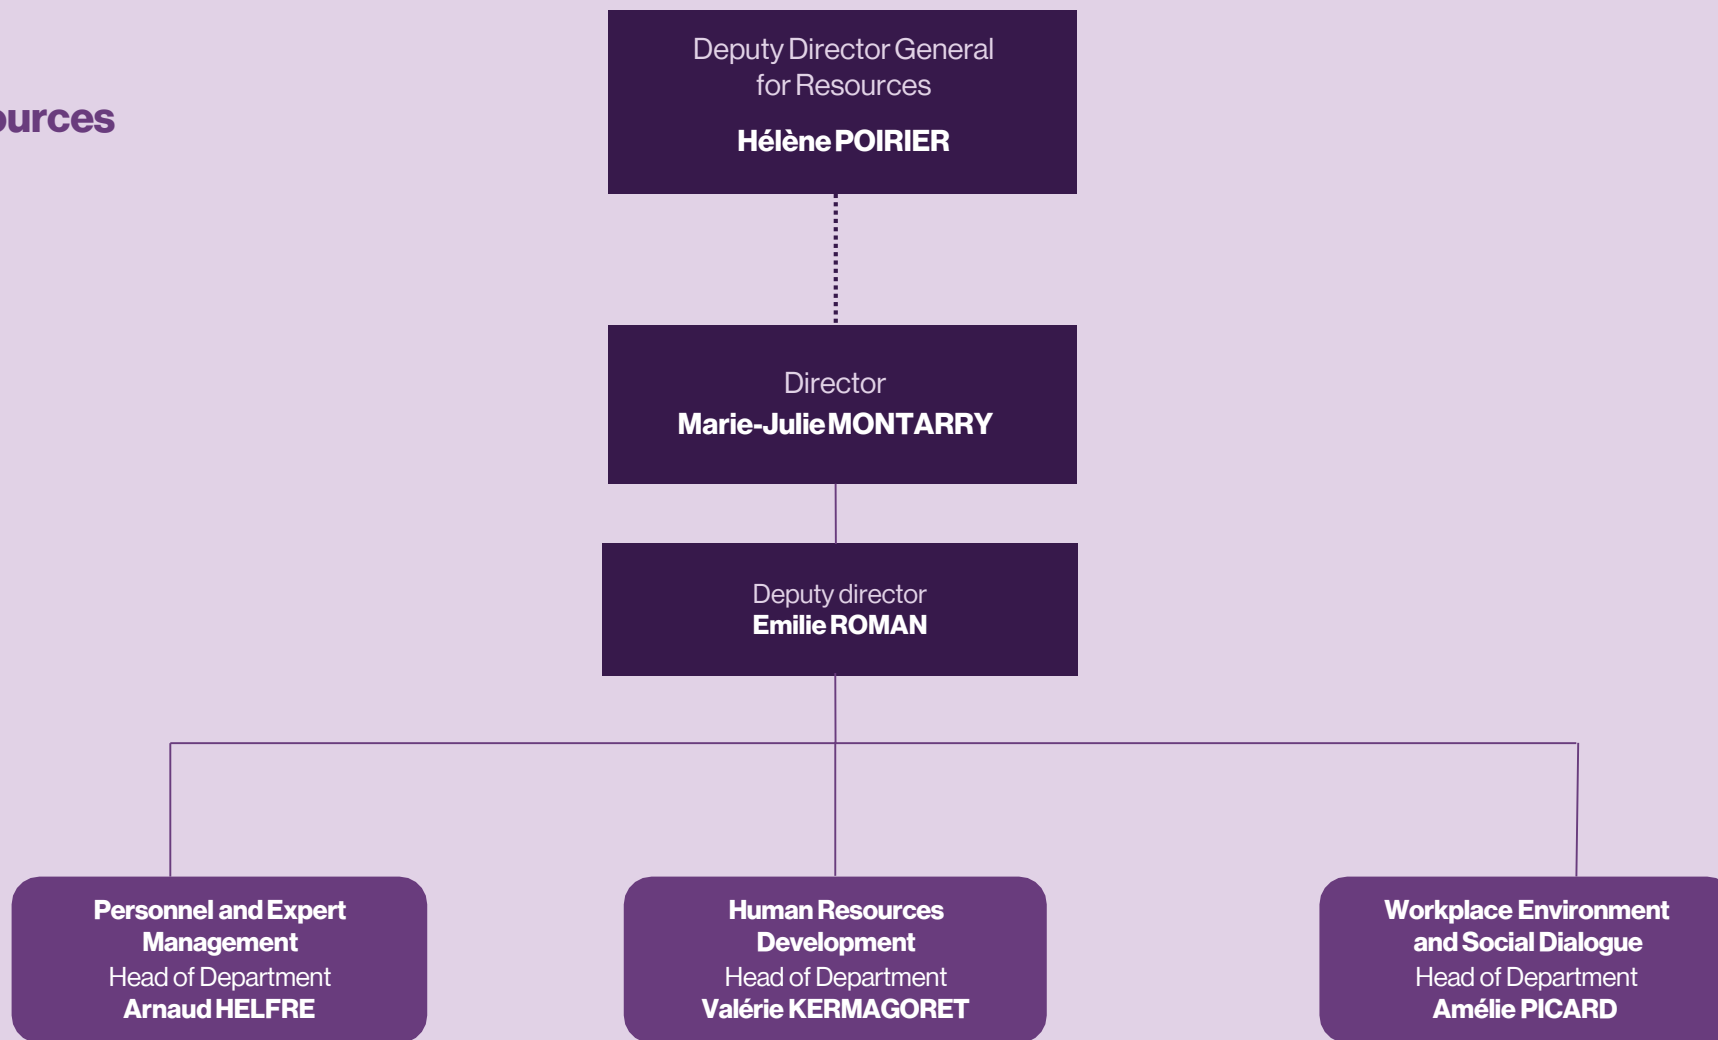 ources
Deputy Director General
for Resources
Hélène POIRIER
Director
Marie-Julie MONTARRY
Deputy director
Emilie ROMAN
Personnel and Expert
Management
Head of Department
Arnaud HELFRE
Human Resources
Development
Head of Department
Valérie KERMAGORET
Workplace Environment
and Social Dialogue
Head of Department
Amélie PICARD